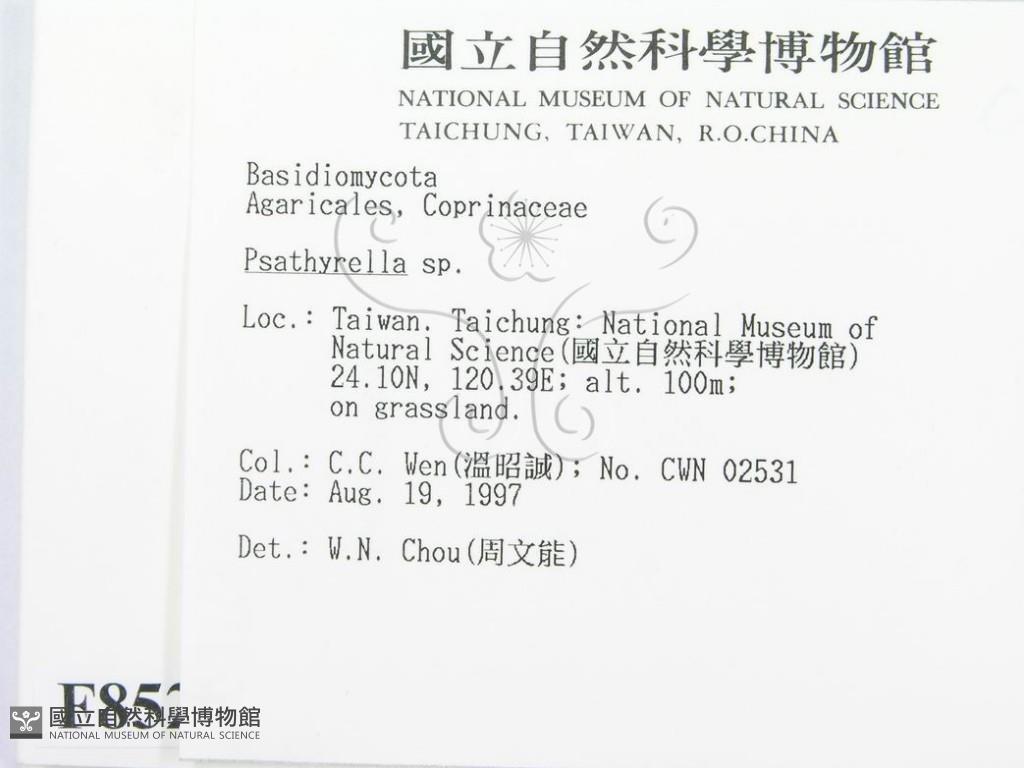 國立自然科學博物館
NATIONAL MUSEUM OF NATURAL SCIENCE
TAICHUNG, TAIWAN, R.O.CHINA
Basidiomycota
Agaricales, Coprinaceae
Psathyrella sp.
Loc.: Taiwan. Taichung: National Museum of
Natural Science(國立自然科學博物館)
24.10N, 120.39E; alt. 100m;
on grassland.
Col.: C.C. Wen(溫昭誠); No. CWN 02531
Date: Aug. 19, 1997
Det.: W.N. Chou(周文能)
國立自然科學博物館
NATIONAL MUSEUM OF NATURAL SCIENCE